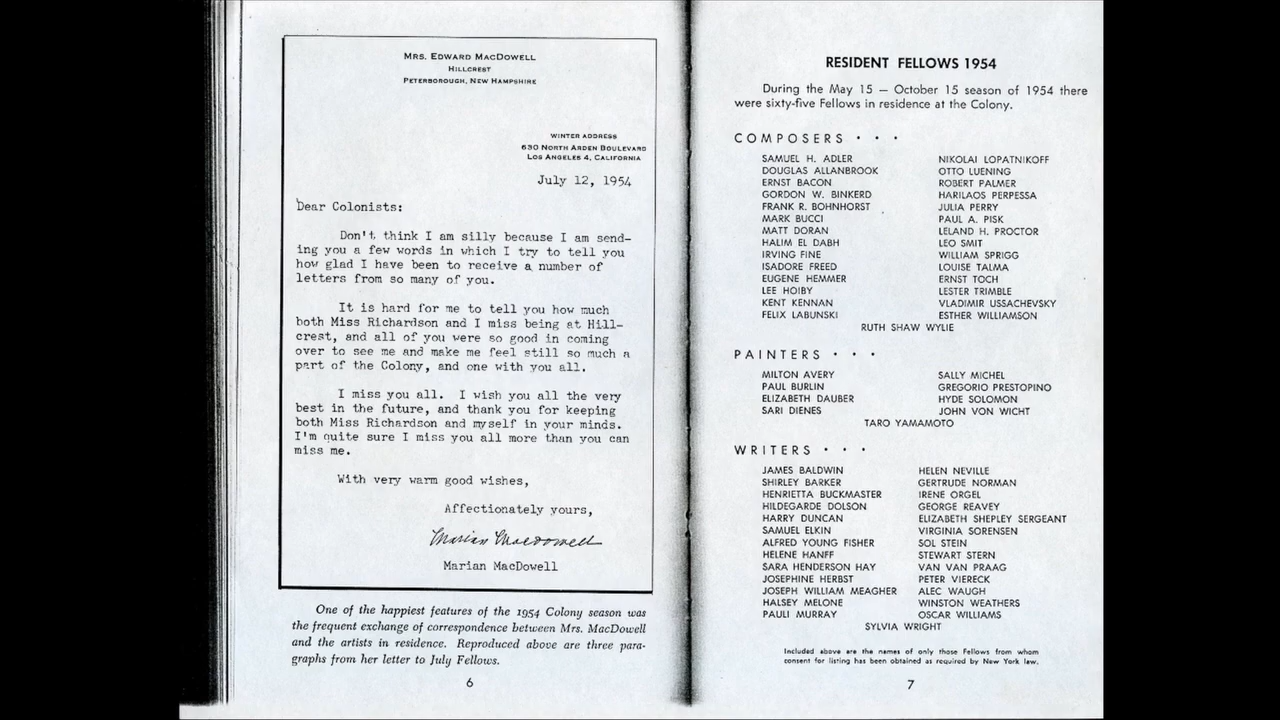 MRS. EDWARD MACDOWELL
HILLCREST
PETERBOROUGH, NEW HAMPSHIRE
WINTER ADDRESS
630 NORTH ARDEN BOULEVARD
LOS ANGELES 4, CALIFORNIA
July 12, 1954
Dear Colonists:
Don't think I am silly because I am send-
ing you a few words in which I try to tell you
how glad I have been to receive a number of
letters from so many of you.
It is hard for me to tell you how much
both Miss Richardson and I miss being at Hill-
crest, and all of you were so good in coming
over to see me and make me feel still so much a
part of the Colony, and one with you all.
I miss you all. I wish you all the very
best in the future, and thank you for keeping
both Miss Richardson and myself in your minds.
I'm quite sure I miss you all more than you can
miss me.
With very warm good wishes,
Affectionately yours,
Marian MacDowell
Marian MacDowell
One of the happiest features of the 1954 Colony season was
the frequent exchange of correspondence between Mrs. MacDowell
and the artists in residence. Reproduced above are three para-
graphs from her letter to July Fellows.
6
RESIDENT FELLOWS 1954
During the May 15 — October 15 season of 1954 there
were sixty-five Fellows in residence at the Colony.
COMPOSERS • • •
SAMUEL H. ADLER
DOUGLAS ALLANBROOK
ERNST BACON
GORDON W. BINKERD
FRANK R. BOHNHORST
MARK BUCCI
MATT DORAN
HALIM EL DABH
IRVING FINE
ISADORE FREED
EUGENE HEMMER
LEE HOIBY
KENT KENNAN
FELIX LABUNSKI
NIKOLAI LOPATNIKOFF
OTTO LUENING
ROBERT PALMER
HARILAOS PERPESSA
JULIA PERRY
PAUL A. PISK
LELAND H. PROCTOR
LEO SMIT
WILLIAM SPRIGG
LOUISE TALMA
ERNST TOCH
LESTER TRIMBLE
VLADIMIR USSACHEVSKY
ESTHER WILLIAMSON
RUTH SHAW WYLIE
PAINTERS • • •
MILTON AVERY
PAUL BURLIN
ELIZABETH DAUBER
SARI DIENES
SALLY MICHEL
GREGORIO PRESTOPINO
HYDE SOLOMON
JOHN VON WICHT
TARO YAMAMOTO
WRITERS • • •
JAMES BALDWIN
SHIRLEY BARKER
HENRIETTA BUCKMASTER
HILDEGARDE DOLSON
HARRY DUNCAN
SAMUEL ELKIN
ALFRED YOUNG FISHER
HELENE HANFF
SARA HENDERSON HAY
JOSEPHINE HERBST
JOSEPH WILLIAM MEAGHER
HALSEY MELONE
PAULI MURRAY
HELEN NEVILLE
GERTRUDE NORMAN
IRENE ORGEL
GEORGE REAVEY
ELIZABETH SHEPLEY SERGEANT
VIRGINIA SORENSEN
SOL STEIN
STEWART STERN
VAN VAN PRAAG
PETER VIERECK
ALEC WAUGH
WINSTON WEATHERS
OSCAR WILLIAMS
SYLVIA WRIGHT
Included above are the names of only those Fellows from whom
consent for listing has been obtained as required by New York law.
7